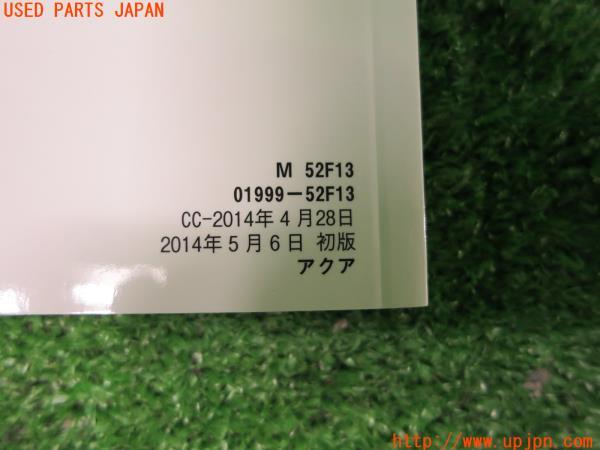 USED PARTS JAPAN
M 52F13
01999-52F13
CC-2014年4月28日
2014年5月6日 初版
アクア
http://www.upjpn.com